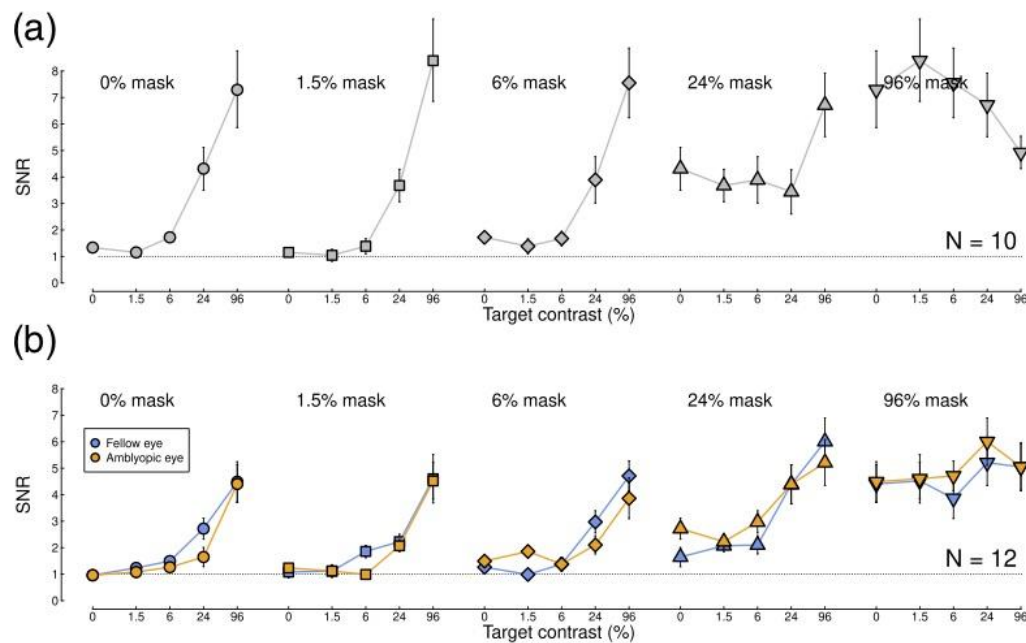 (a)
8
7
6
5
4
3
2
1
0
SNR
0% mask
1.5% mask
6% mask
24% mask
96% mask
N = 10
0 1.5 6 24 96 0 1.5 6 24 96 0 1.5 6 24 96 0 1.5 6 24 96 0 1.5 6 24 96
Target contrast (%)
Target contrast (%)
Target contrast (%)
(b)
8
7
6
5
4
3
2
1
0
SNR
0% mask
1.5% mask
6% mask
24% mask
96% mask
Fellow eye
Amblyopic eye
N = 12
0 1.5 6 24 96 0 1.5 6 24 96 0 1.5 6 24 96 0 1.5 6 24 96 0 1.5 6 24 96
Target contrast (%)